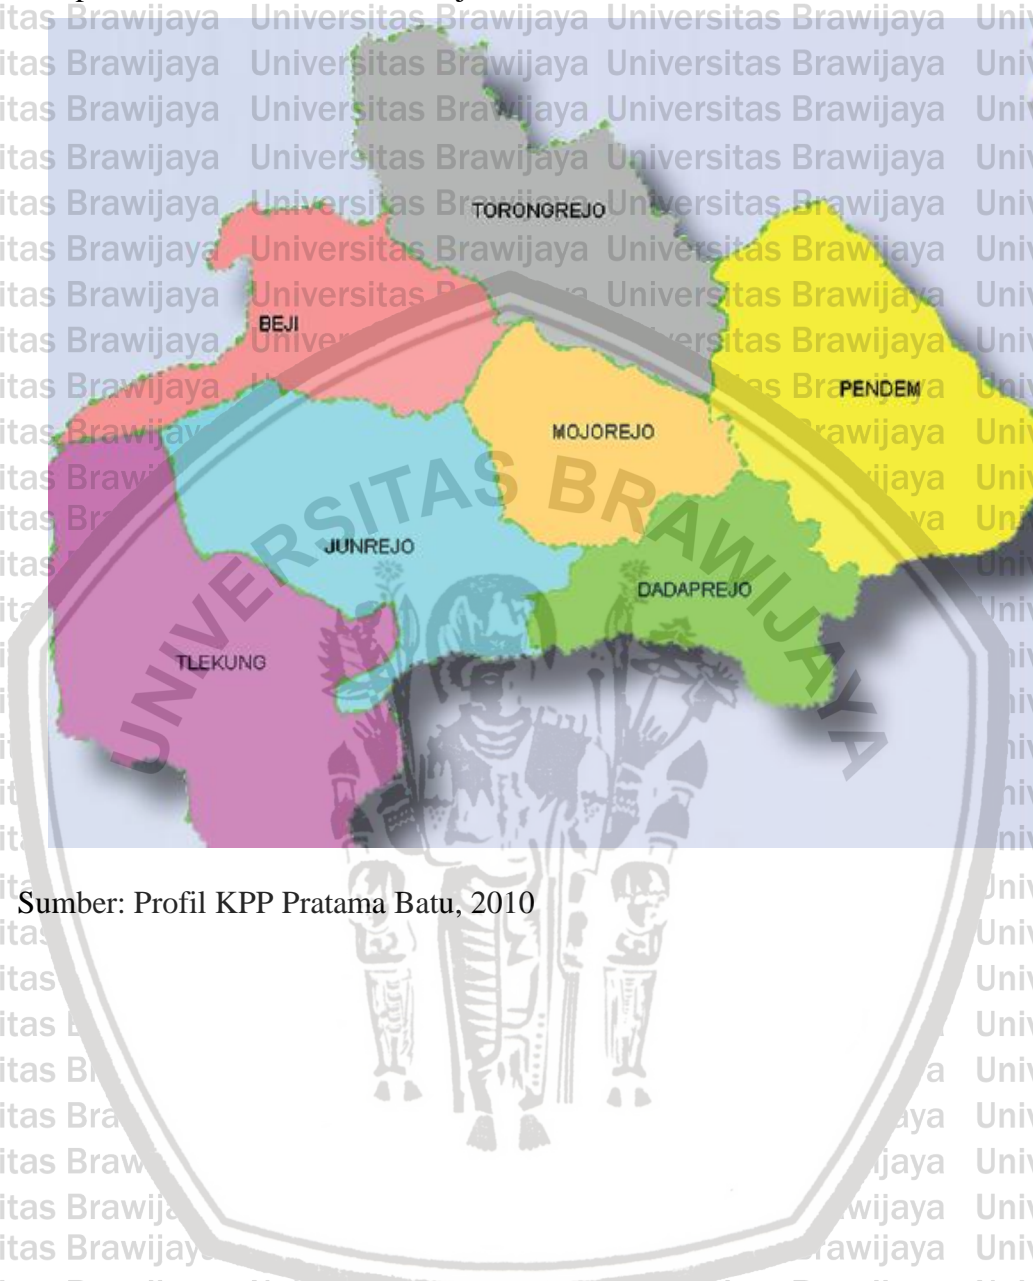 TORONGREJO
BEJI
PENDEM
MOJOREJO
JUNREJO
DADAPREJO
TLEKUNG
UNIVERSITAS BRAWIJAYA
Sumber: Profil KPP Pratama Batu, 2010